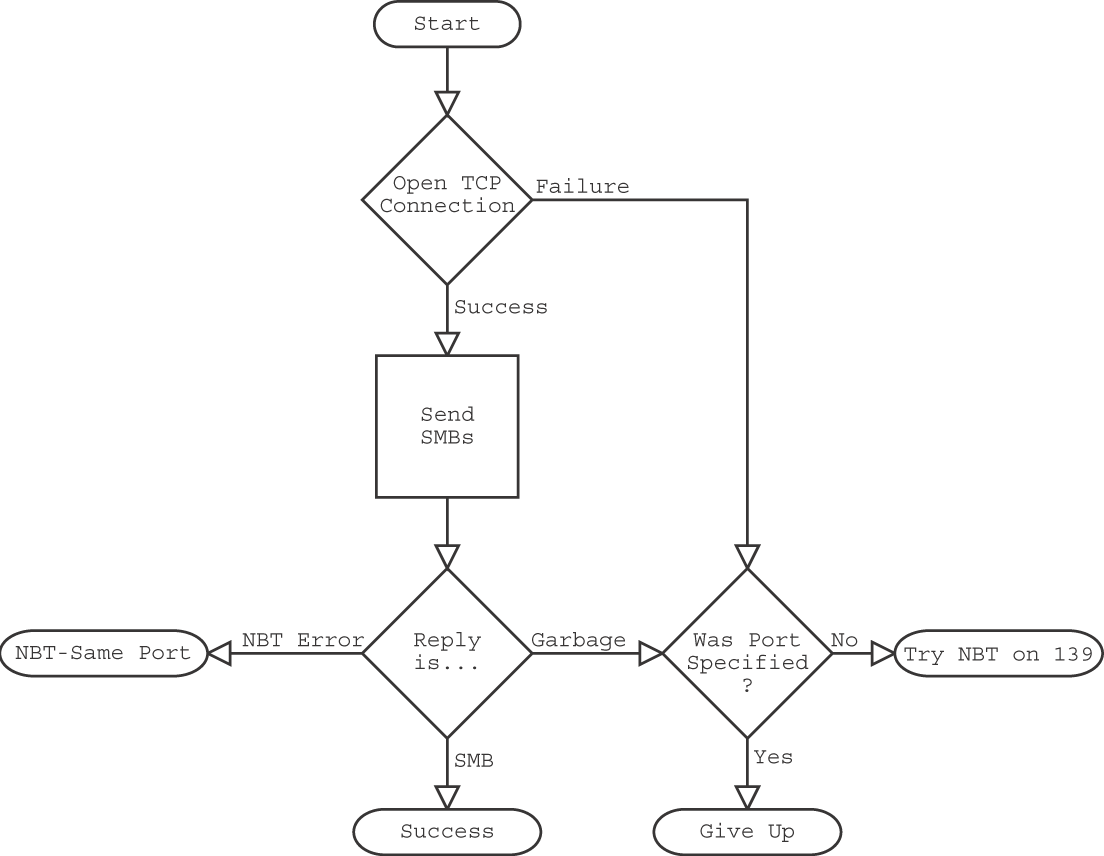 Start
Open TCP
Connection
Failure
Success
Send
SMBs
NBT-Same Port
NBT Error
Reply
is...
Garbage
Was Port
Specified
?
No
Try NBT on 139
SMB
Yes
Success
Give Up